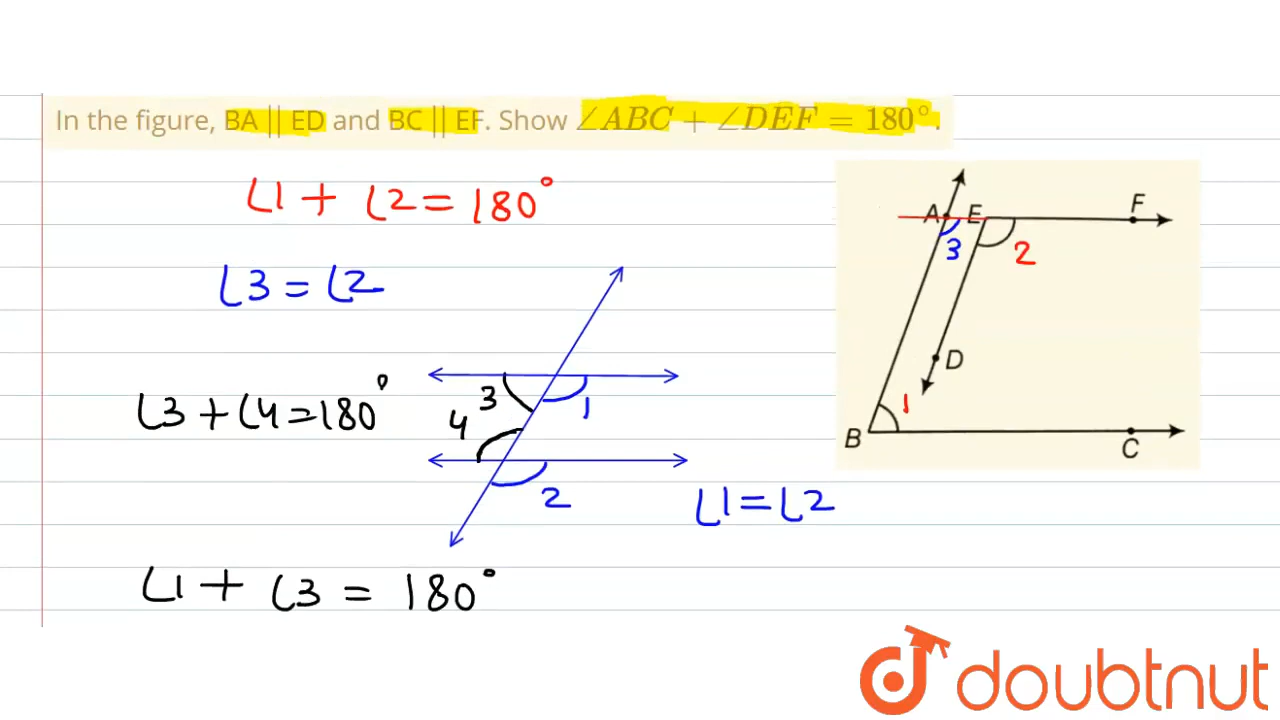 In the figure, BA || ED and BC || EF. Show ∠ABC + ∠DEF = 180°.
∠1 + ∠2 = 180°
∠3 = ∠2
∠3 + ∠4 = 180°
3
1
4
2
∠1 = ∠2
∠1 + ∠3 = 180°
A E F
3 2
D
1
B C
doubtnut